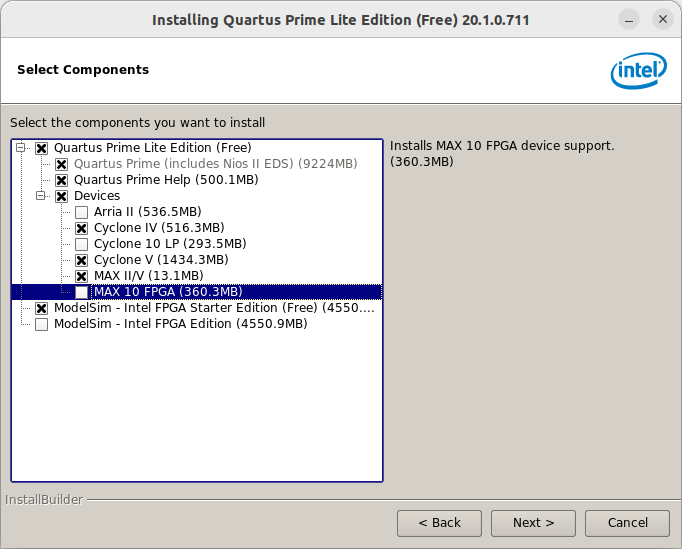 Installing Quartus Prime Lite Edition (Free) 20.1.0.711
Select Components
intel
Select the components you want to install
Quartus Prime Lite Edition (Free)
Quartus Prime (includes Nios II EDS) (9224MB)
Quartus Prime Help (500.1MB)
Devices
Arria II (536.5MB)
Cyclone IV (516.3MB)
Cyclone 10 LP (293.5MB)
Cyclone V (1434.3MB)
MAX II/V (13.1MB)
MAX 10 FPGA (360.3MB)
ModelSim - Intel FPGA Starter Edition (Free) (4550....
ModelSim - Intel FPGA Edition (4550.9MB)
Installs MAX 10 FPGA device support.
(360.3MB)
InstallBuilder
< Back
Next >
Cancel